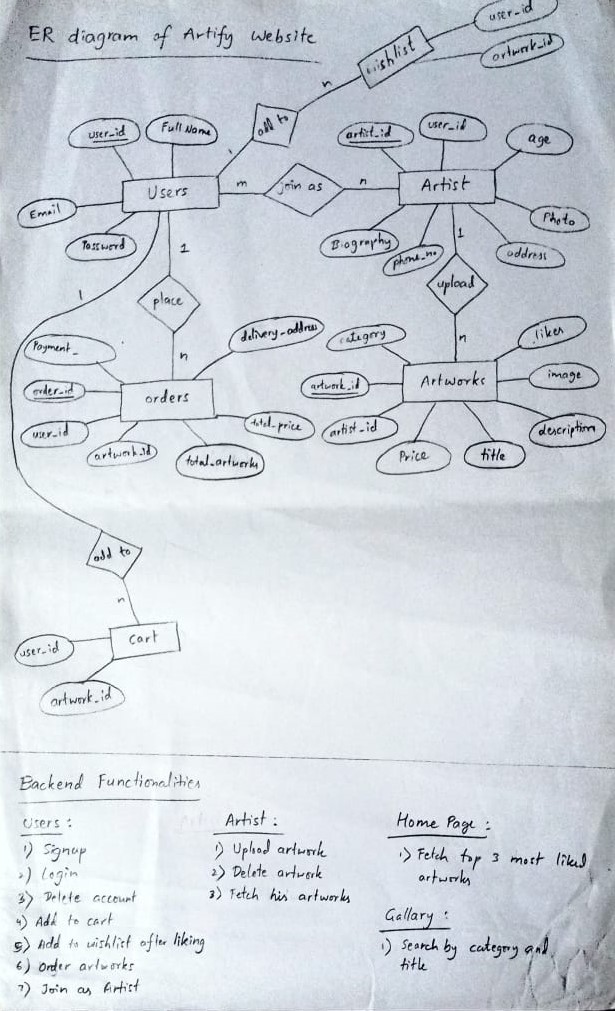 ER diagram of Artify Website
user_id
artwork_id
wishlist
n
add to
1
user_id
Full Name
Email
Password
Users
m
join as
n
artist_id
user_id
age
Artist
Photo
Biography
phone_no
address
1
place
n
1
upload
n
1
Payment_
order_id
user_id
artwork_id
total_artworks
total_price
delivery_address
orders
category
artwork_id
artist_id
Price
title
description
image
likes
Artworks
add to
n
cart
user_id
artwork_id
Backend Functionalities
Users :
1) Signup
2) Login
3) Delete account
4) Add to cart
5) Add to wishlist after liking
6) Order artworks
7) Join as Artist
Artist :
1) Upload artwork
2) Delete artwork
3) Fetch his artworks
Home Page :
1) Fetch top 3 most liked
artworks
Gallary :
1) Search by category and
title